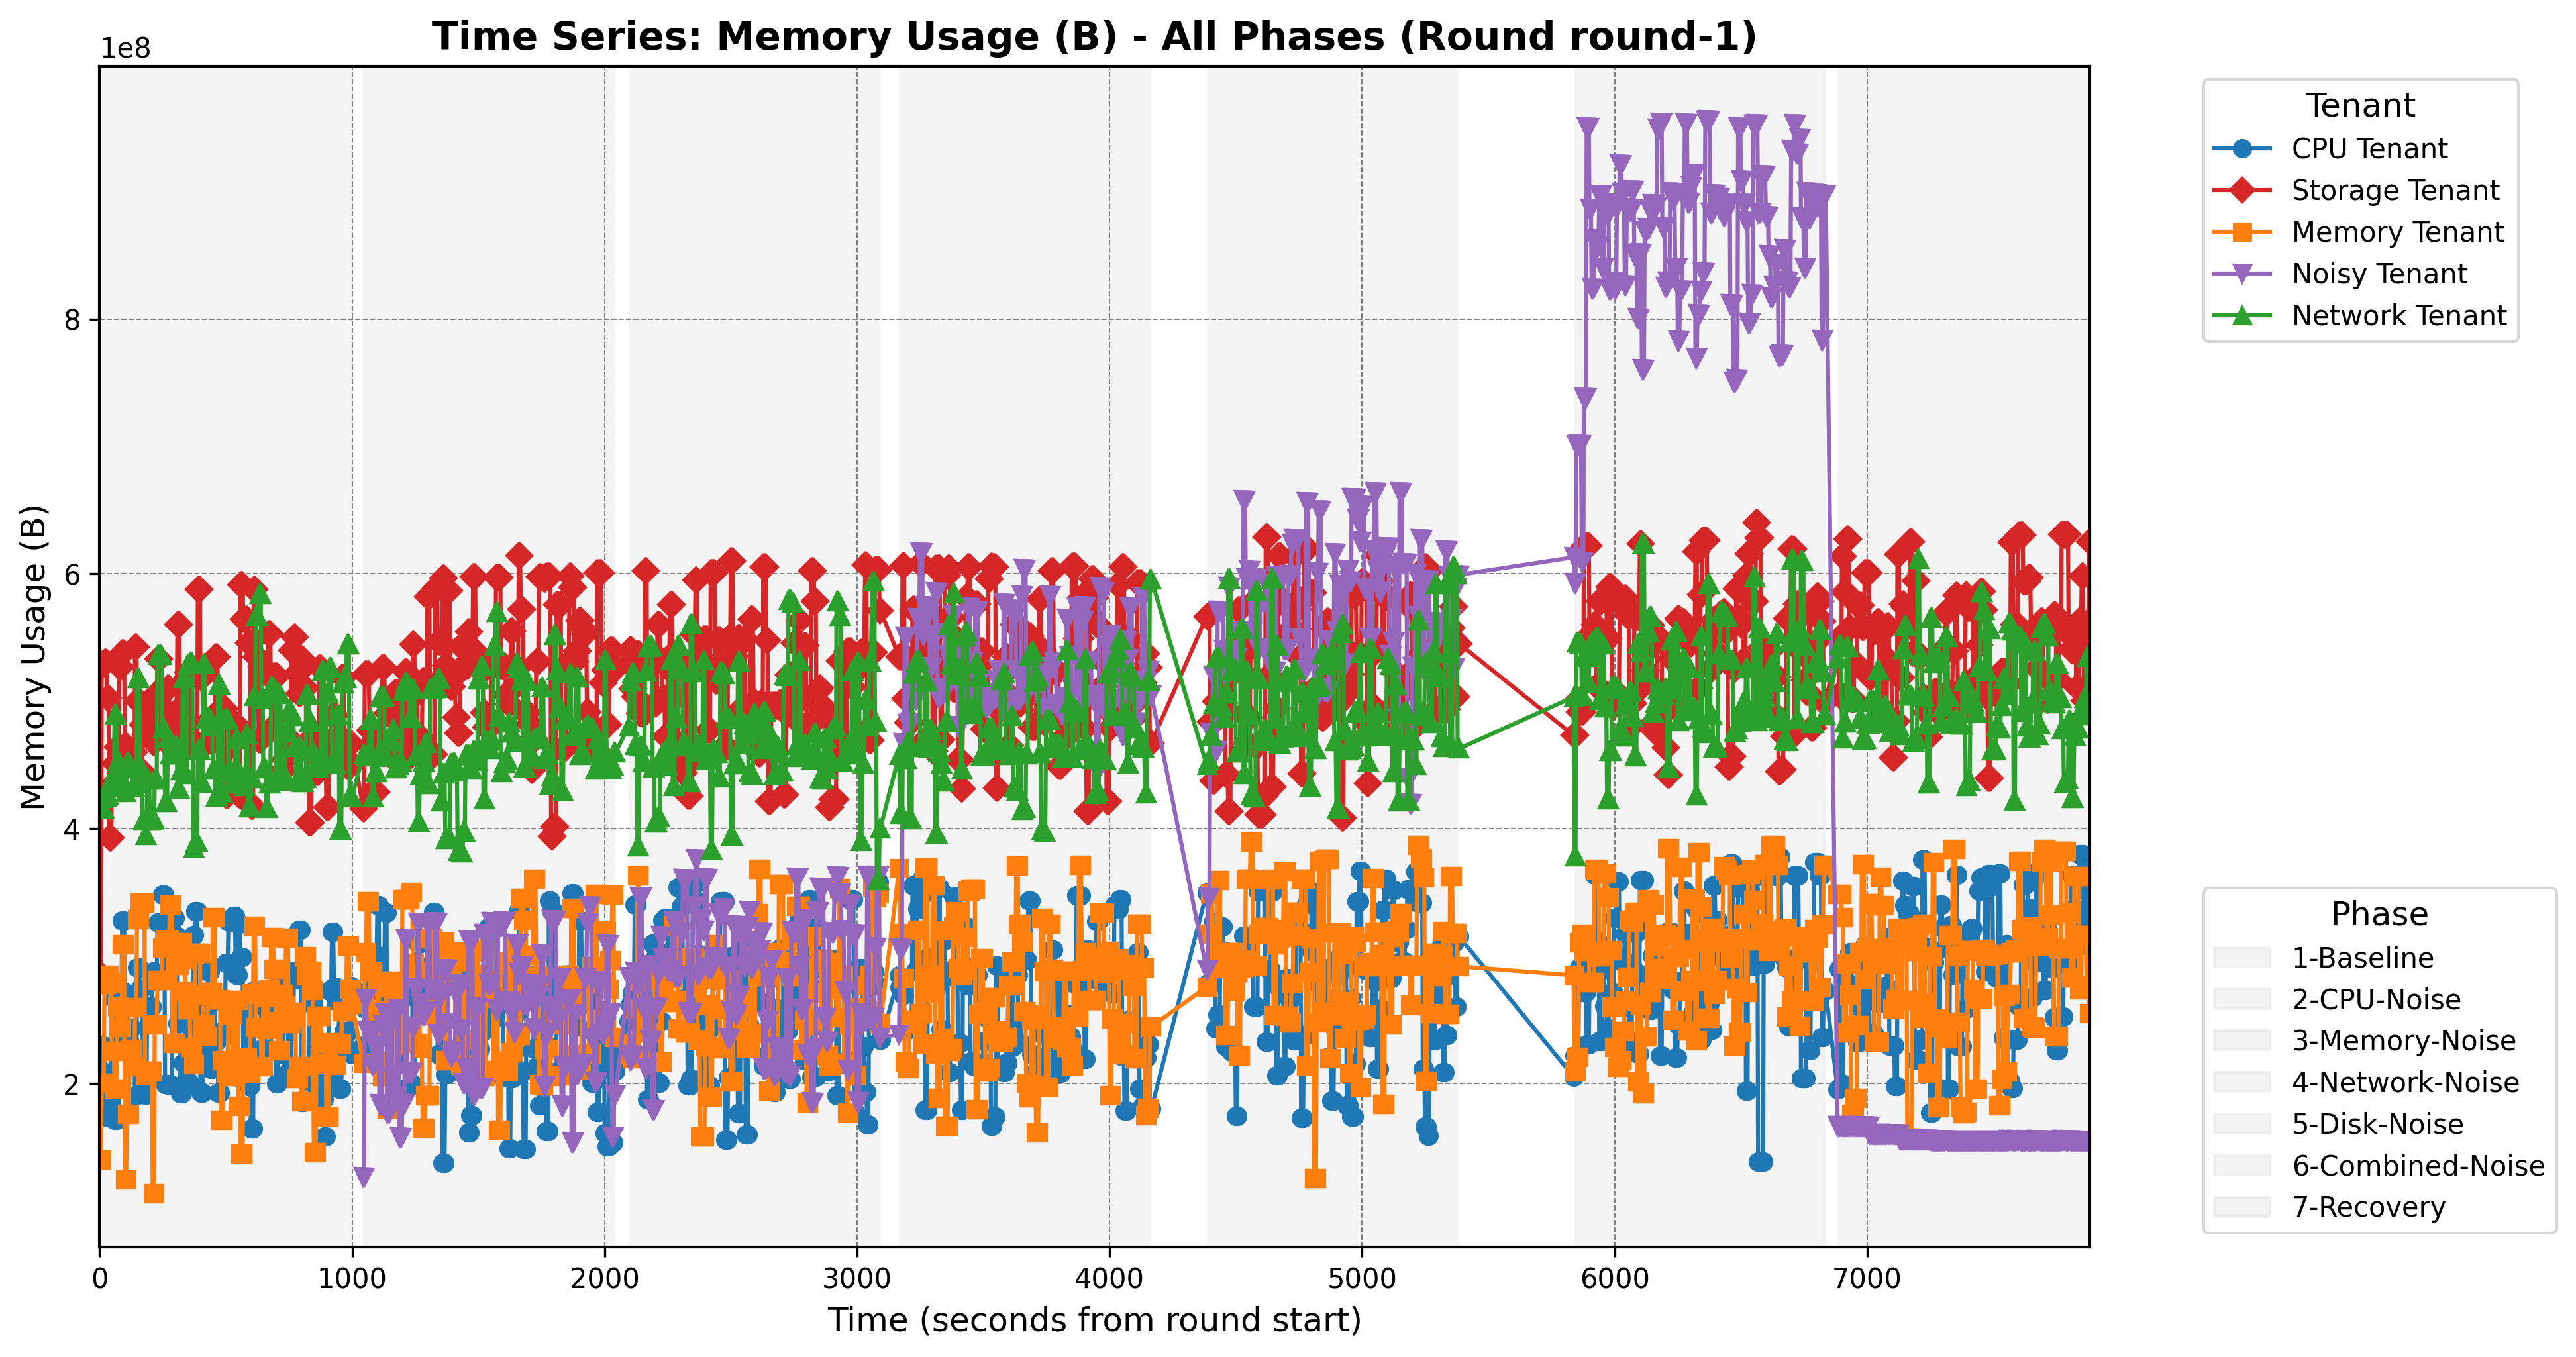 Time Series: Memory Usage (B) - All Phases (Round round-1)
1e8
8
6
4
2
Memory Usage (B)
0 1000 2000 3000 4000 5000 6000 7000
Time (seconds from round start)
Tenant
CPU Tenant
Storage Tenant
Memory Tenant
Noisy Tenant
Network Tenant
Phase
1-Baseline
2-CPU-Noise
3-Memory-Noise
4-Network-Noise
5-Disk-Noise
6-Combined-Noise
7-Recovery